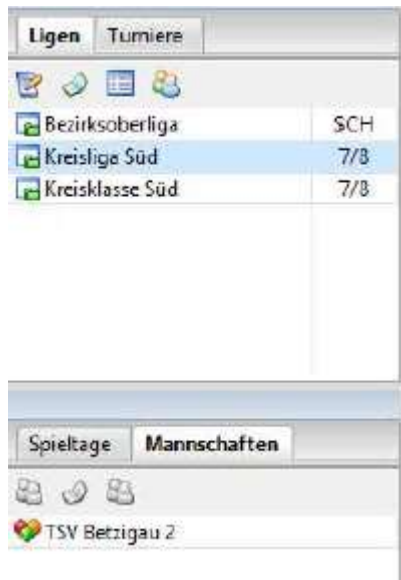 Ligen Turniere
Bezirksoberliga SCH
Kreisliga Süd 7/8
Kreisklasse Süd 7/8
Spieltage Mannschaften
TSV Betzigau 2